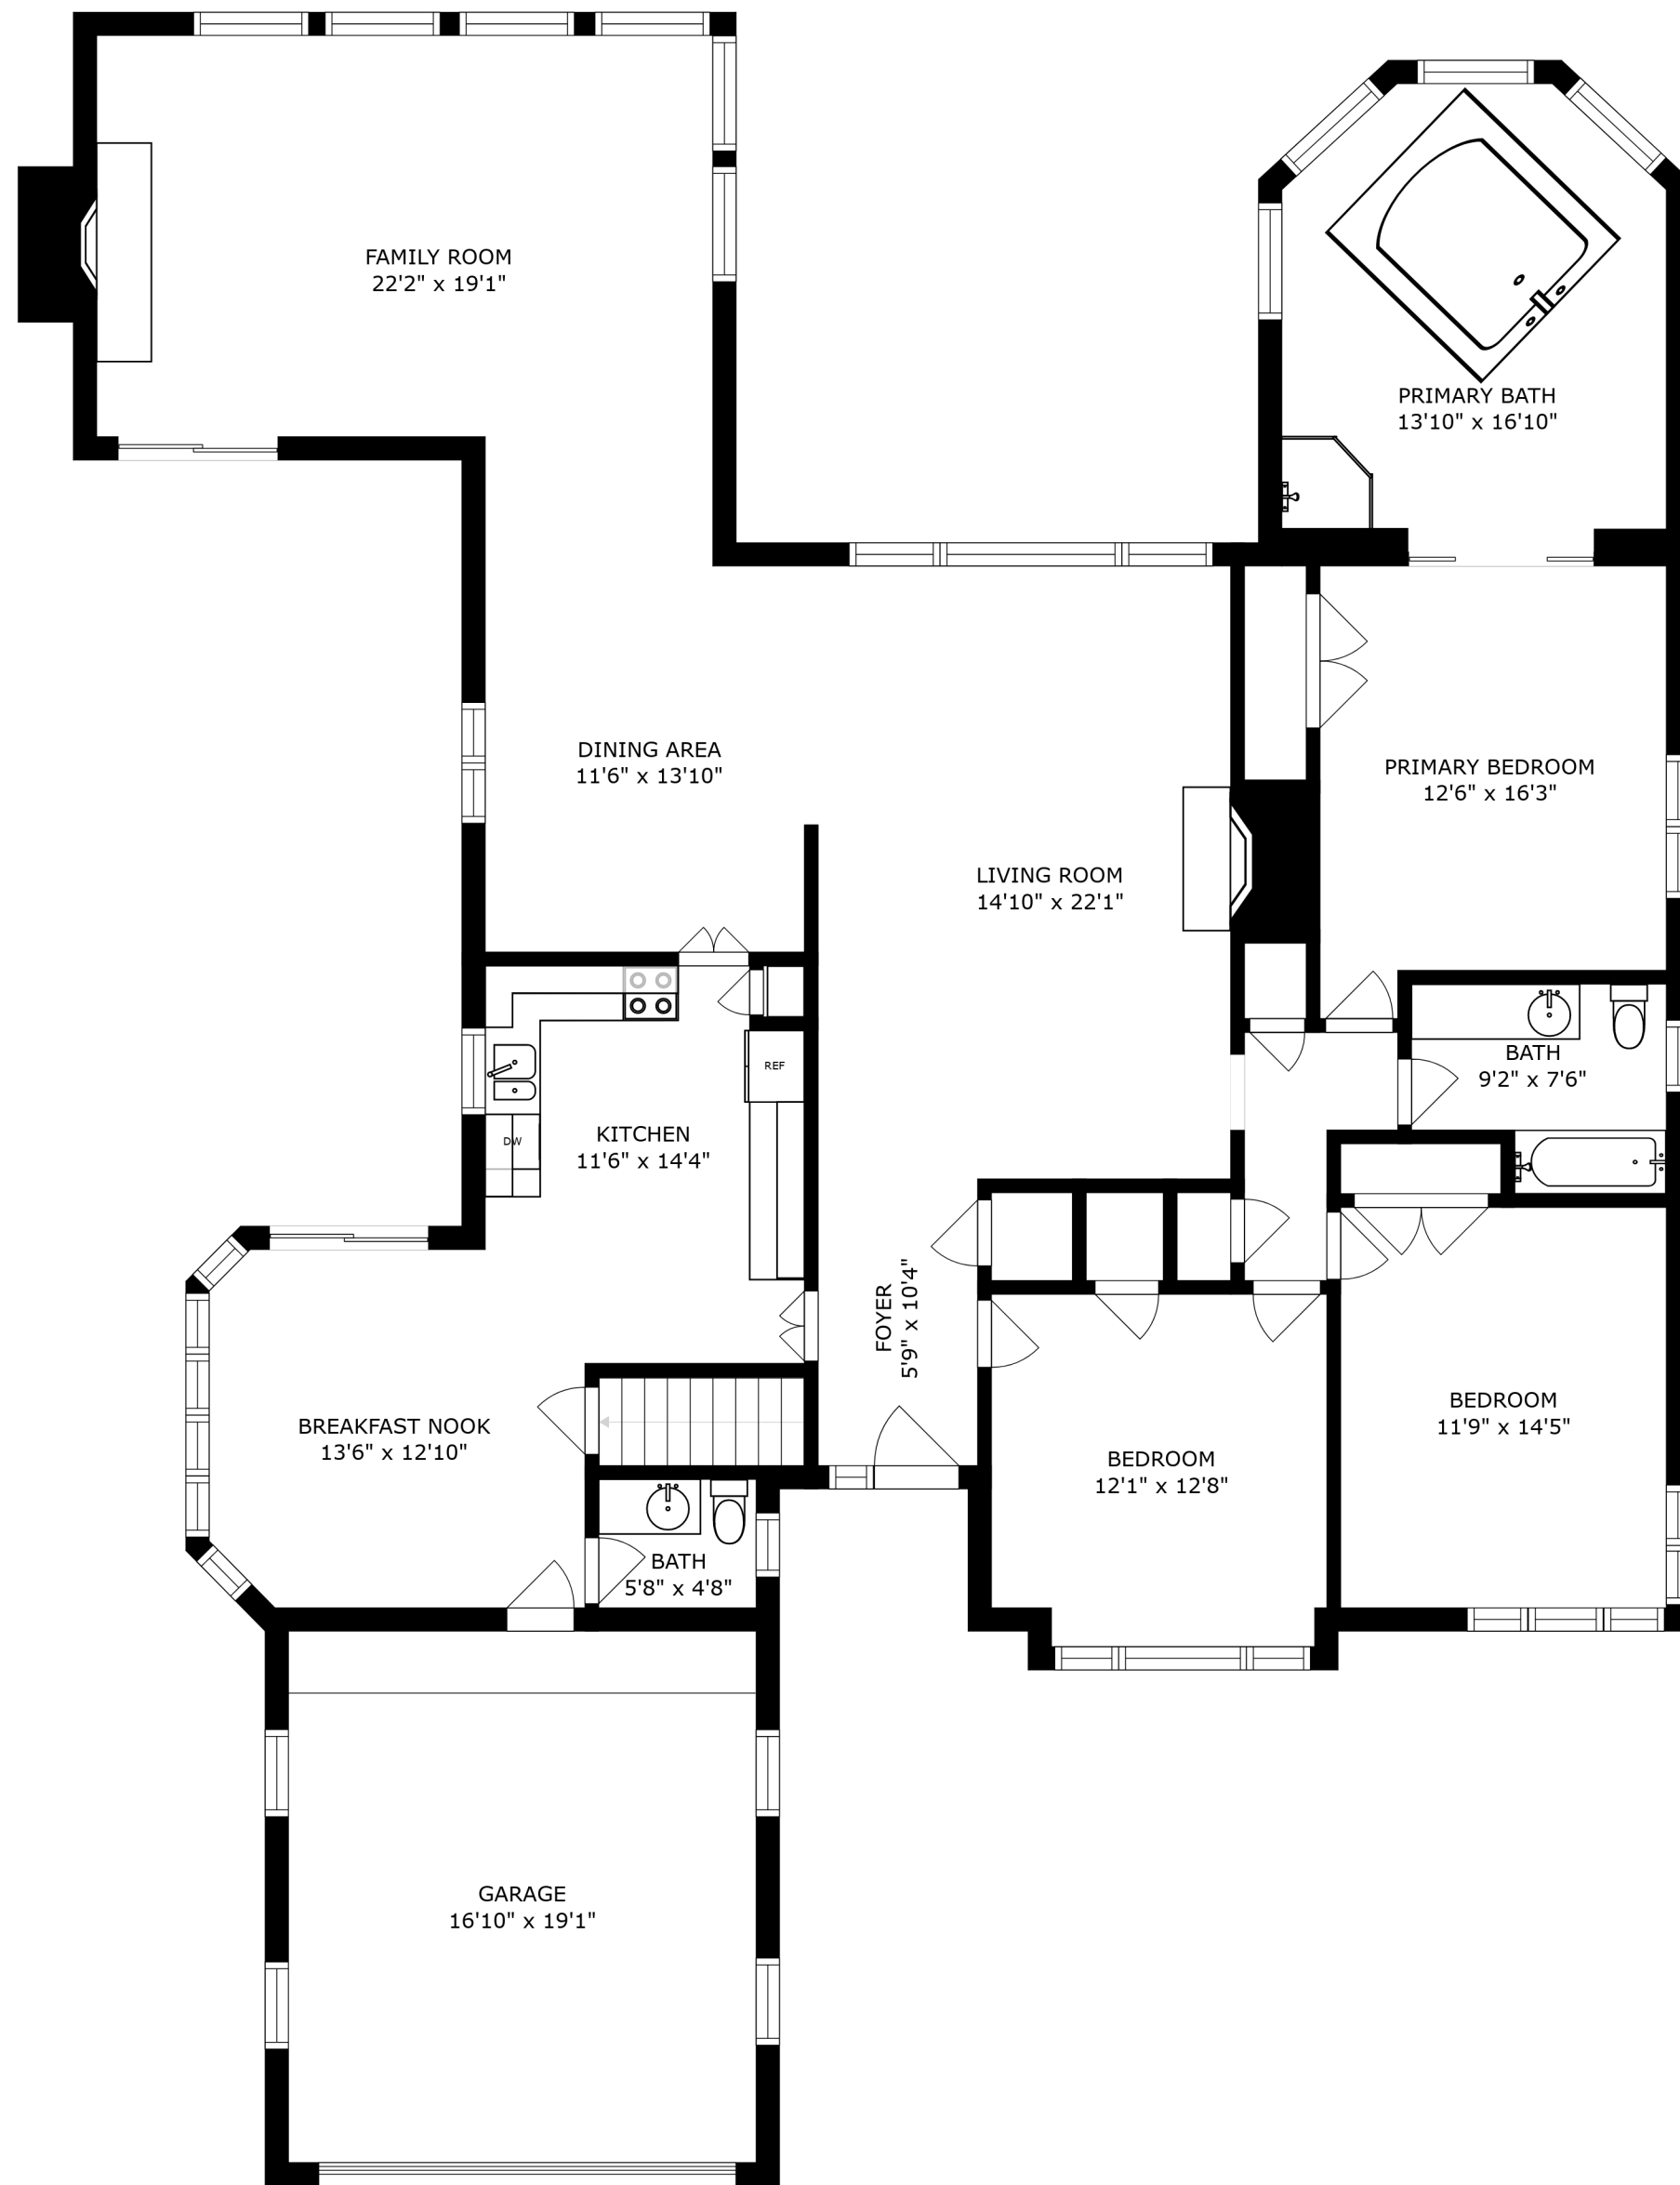 FAMILY ROOM
22'2" x 19'1"
PRIMARY BATH
13'10" x 16'10"
DINING AREA
11'6" x 13'10"
PRIMARY BEDROOM
12'6" x 16'3"
LIVING ROOM
14'10" x 22'1"
BATH
9'2" x 7'6"
REF
KITCHEN
11'6" x 14'4"
DW
FOYER
5'9" x 10'4"
BREAKFAST NOOK
13'6" x 12'10"
BEDROOM
11'9" x 14'5"
BEDROOM
12'1" x 12'8"
BATH
5'8" x 4'8"
GARAGE
16'10" x 19'1"